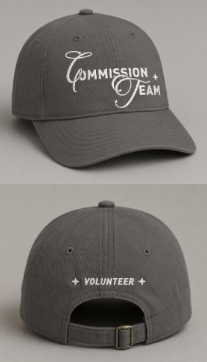 COMMISSION +
TEAM
+ VOLUNTEER +